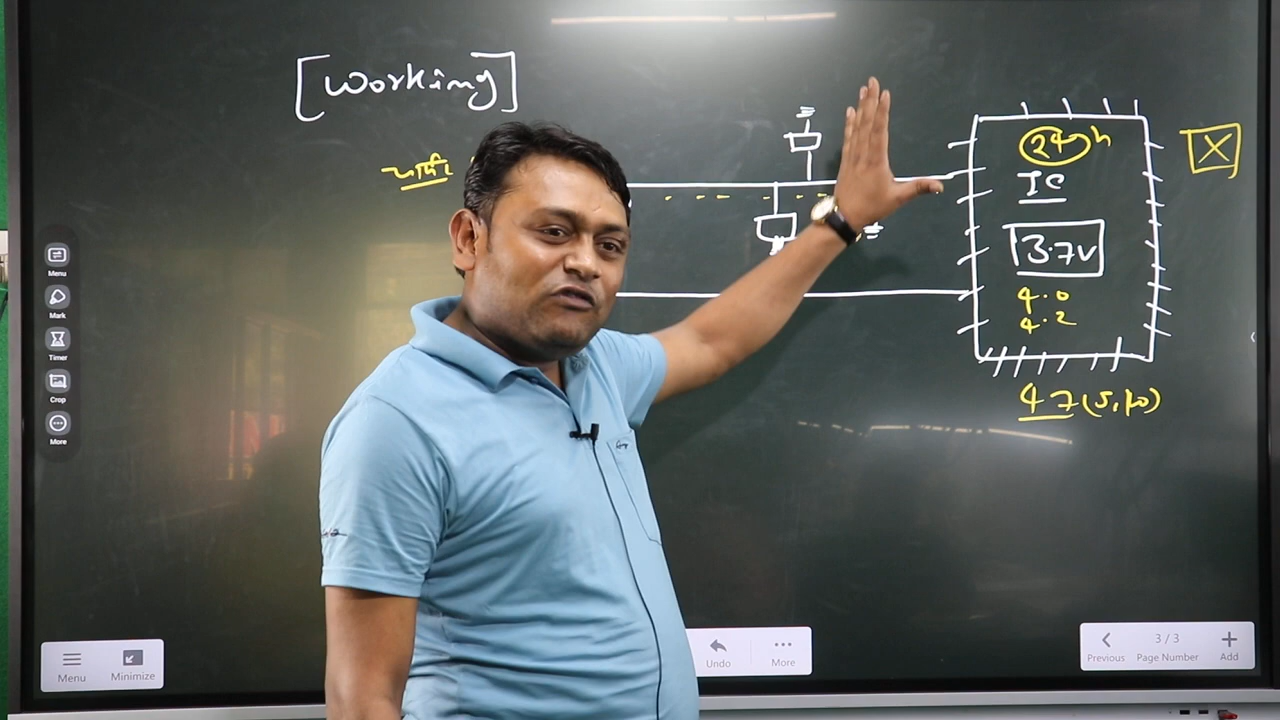 [Working]
24h
X
IC
3.7V
4.0
4.2
Menu
Mark
Timer
Crop
More
Menu
Minimize
Undo
More
Previous
3/3
Page Number
Add